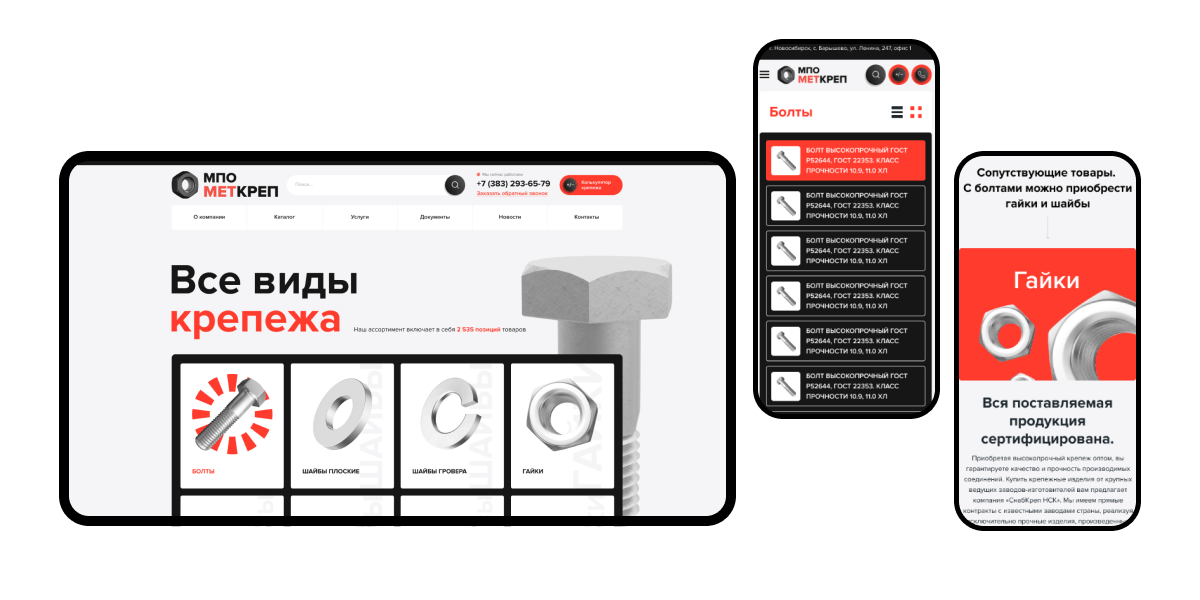 МПО
МЕТКРЕП
Поиск...
Мы сейчас работаем
+7 (383) 293-65-79
Заказать обратный звонок
+/−
Калькулятор
крепежа
О компании
Каталог
Услуги
Документы
Новости
Контакты
Все виды
крепежа
Наш ассортимент включает в себя 2 535 позиций товаров
БОЛТЫ
ШАЙБЫ ПЛОСКИЕ
ШАЙБЫ ГРОВЕРА
ГАЙКИ
г. Новосибирск, с. Барышево, ул. Ленина, 247, офис 1
МПО
МЕТКРЕП
+/−
Болты
БОЛТ ВЫСОКОПРОЧНЫЙ ГОСТ
Р52644, ГОСТ 22353. КЛАСС
ПРОЧНОСТИ 10.9, 11.0 ХЛ
БОЛТ ВЫСОКОПРОЧНЫЙ ГОСТ
Р52644, ГОСТ 22353. КЛАСС
ПРОЧНОСТИ 10.9, 11.0 ХЛ
БОЛТ ВЫСОКОПРОЧНЫЙ ГОСТ
Р52644, ГОСТ 22353. КЛАСС
ПРОЧНОСТИ 10.9, 11.0 ХЛ
БОЛТ ВЫСОКОПРОЧНЫЙ ГОСТ
Р52644, ГОСТ 22353. КЛАСС
ПРОЧНОСТИ 10.9, 11.0 ХЛ
БОЛТ ВЫСОКОПРОЧНЫЙ ГОСТ
Р52644, ГОСТ 22353. КЛАСС
ПРОЧНОСТИ 10.9, 11.0 ХЛ
БОЛТ ВЫСОКОПРОЧНЫЙ ГОСТ
Р52644, ГОСТ 22353. КЛАСС
ПРОЧНОСТИ 10.9, 11.0 ХЛ
Сопутствующие товары.
С болтами можно приобрести
гайки и шайбы
Гайки
Вся поставляемая
продукция
сертифицирована.
Приобретая высокопрочный крепеж оптом, вы
гарантируете качество и прочность производимых
соединений. Купить крепежные изделия от крупных
ведущих заводов-изготовителей вам предлагает
компания «СнабКреп НСК». Мы имеем прямые
контракты с известными заводами страны, реализуя
исключительно прочные изделия,